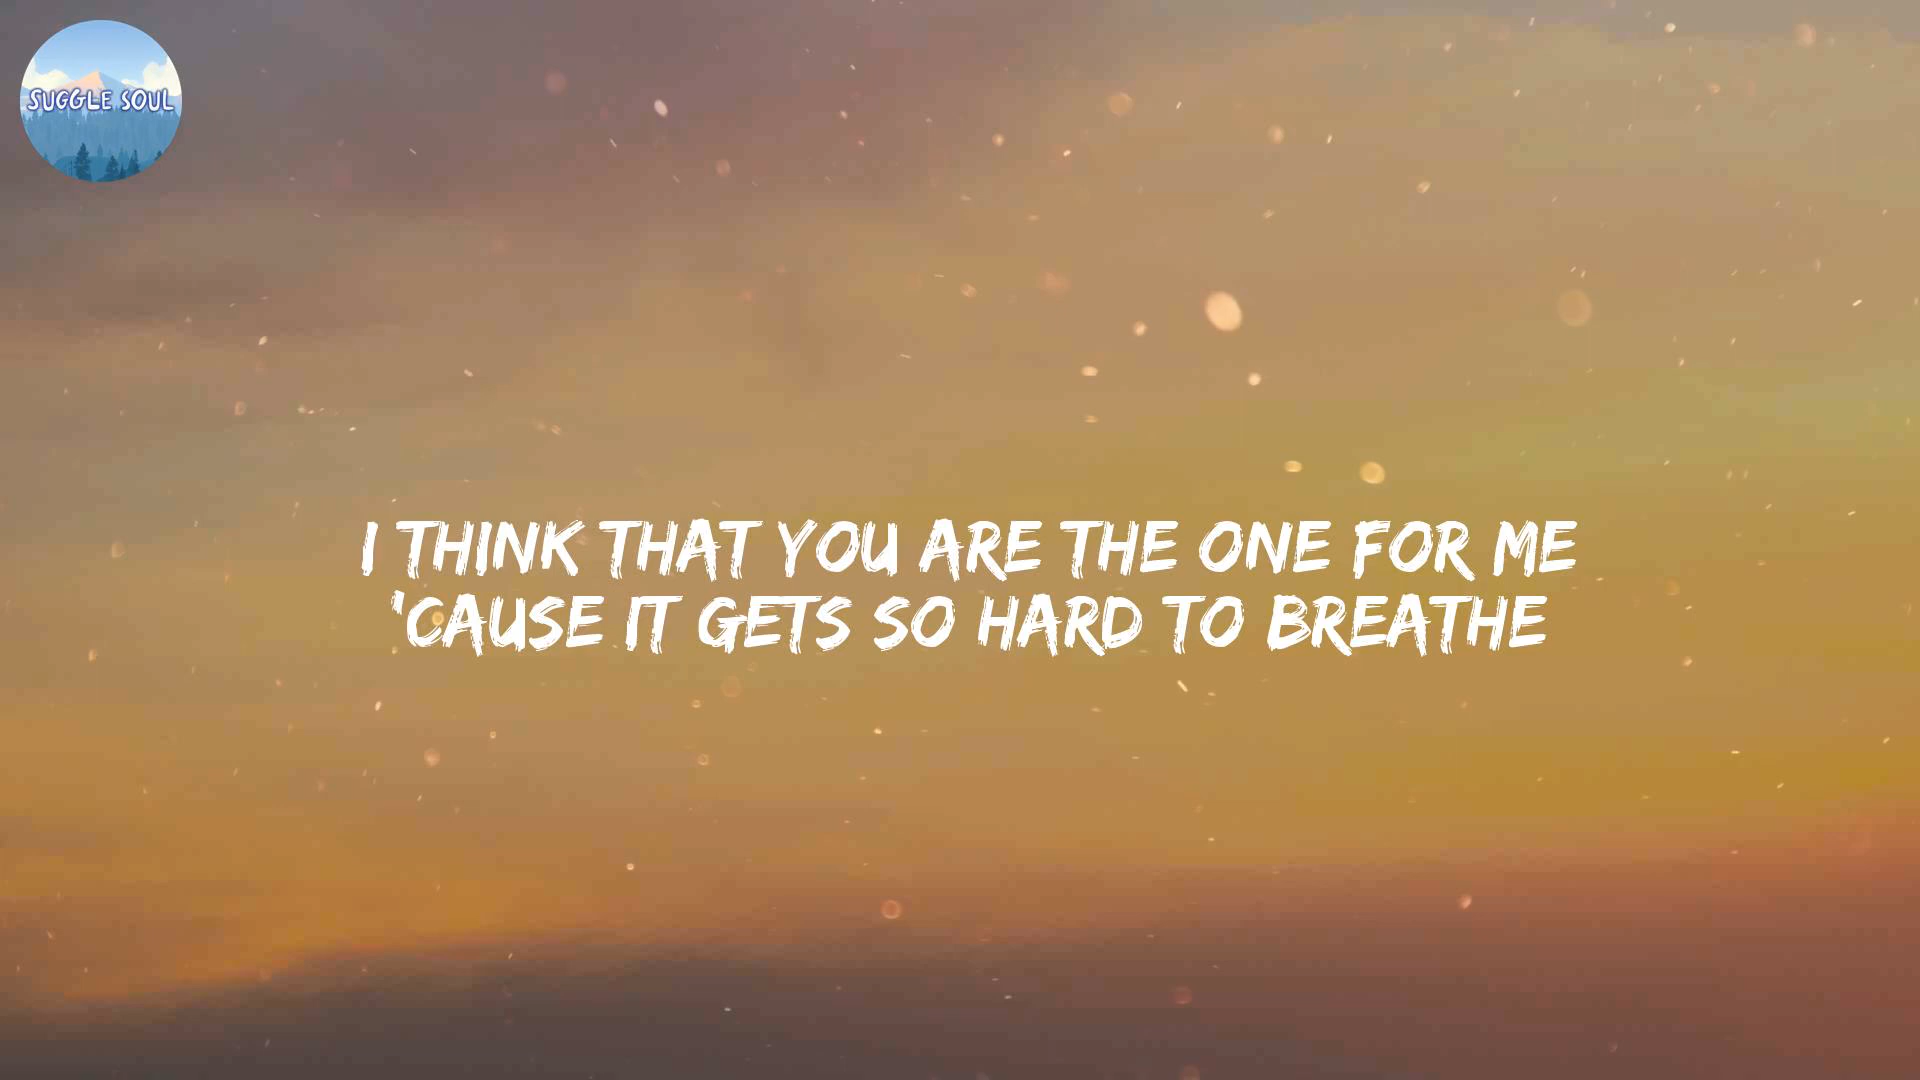 SUGGLE SOUL
I THINK THAT YOU ARE THE ONE FOR ME
'CAUSE IT GETS SO HARD TO BREATHE